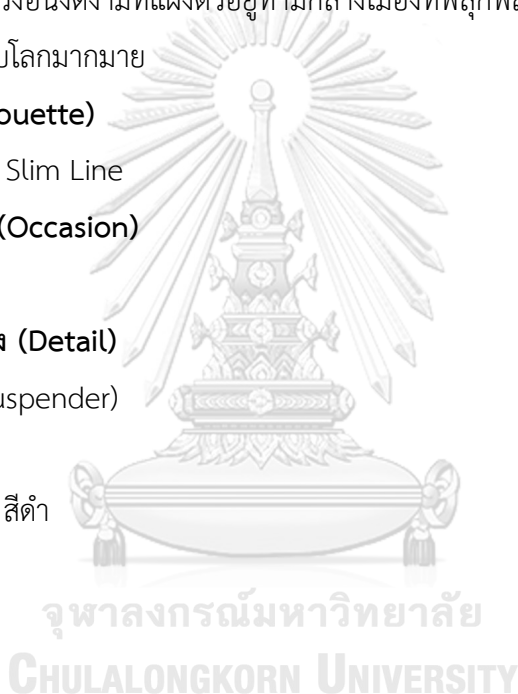 บโลกมากมาย
ouette)
Slim Line
(Occasion)
ง (Detail)
uspender)
สีดำ
จุฬาลงกรณ์มหาวิทยาลัย
CHULALONGKORN UNIVERSITY